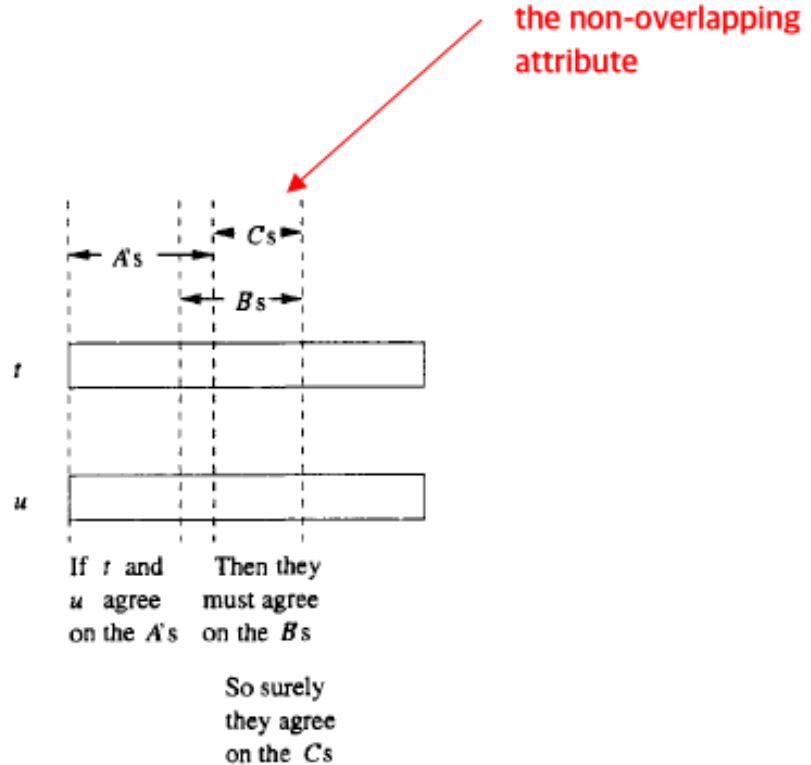 the non-overlapping
attribute
Cs
A's
B's
t
u
If t and
u agree
on the A's
Then they
must agree
on the B's
So surely
they agree
on the Cs